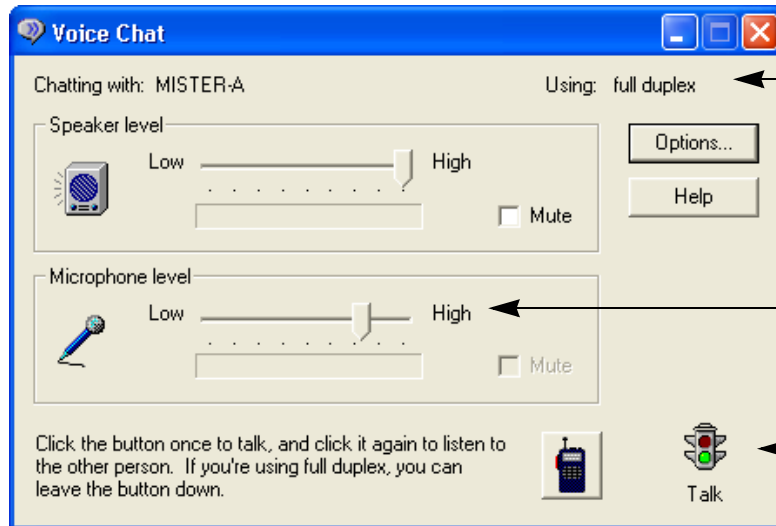 Voice Chat
Chatting with: MISTER-A Using: full duplex
Speaker level
Low High
Mute
Options...
Help
Microphone level
Low High
Mute
Click the button once to talk, and click it again to listen to
the other person. If you're using full duplex, you can
leave the button down.
Talk